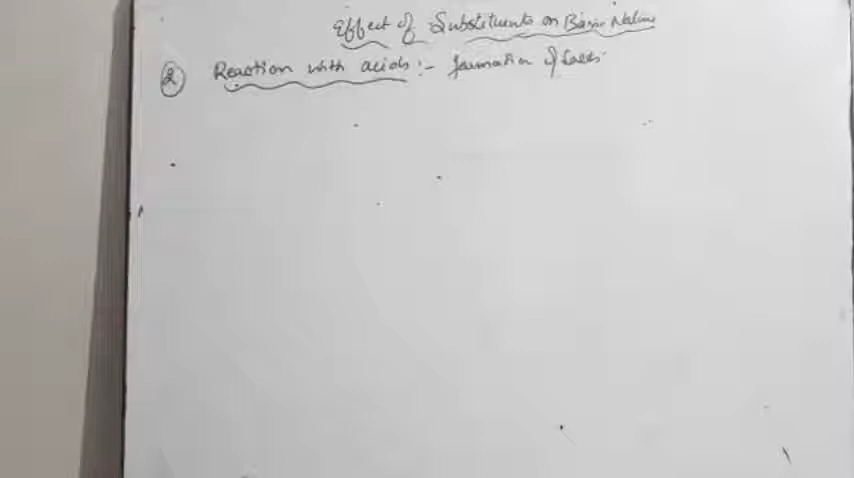 Effect of Substituents on Basic Nature
② Reaction with acids :- formation of salts.